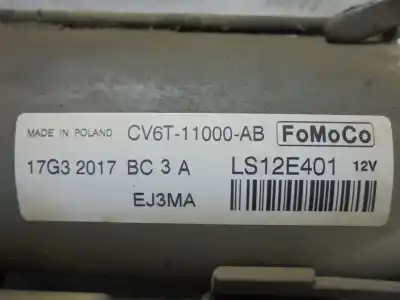 MADE IN POLAND CV6T-11000-AB FoMoCo
17G3 2017 BC 3 A LS12E401 12V
EJ3MA